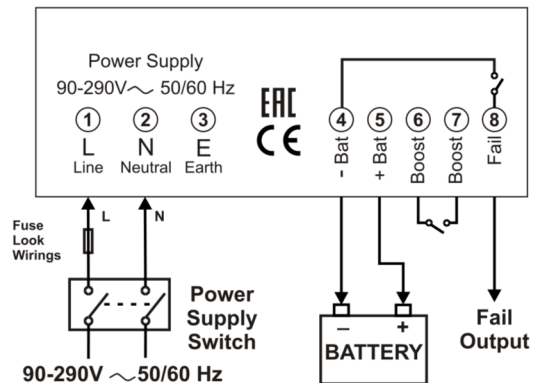 Power Supply
90-290V~ 50/60 Hz
EAC
CE
1 2 3 4 5 6 7 8
L N E
Line Neutral Earth
- Bat
+ Bat
Boost
Boost
Fail
L N
Fuse
Look
Wirings
Power
Supply
Switch
90-290V ~50/60 Hz
– +
BATTERY
Fail
Output